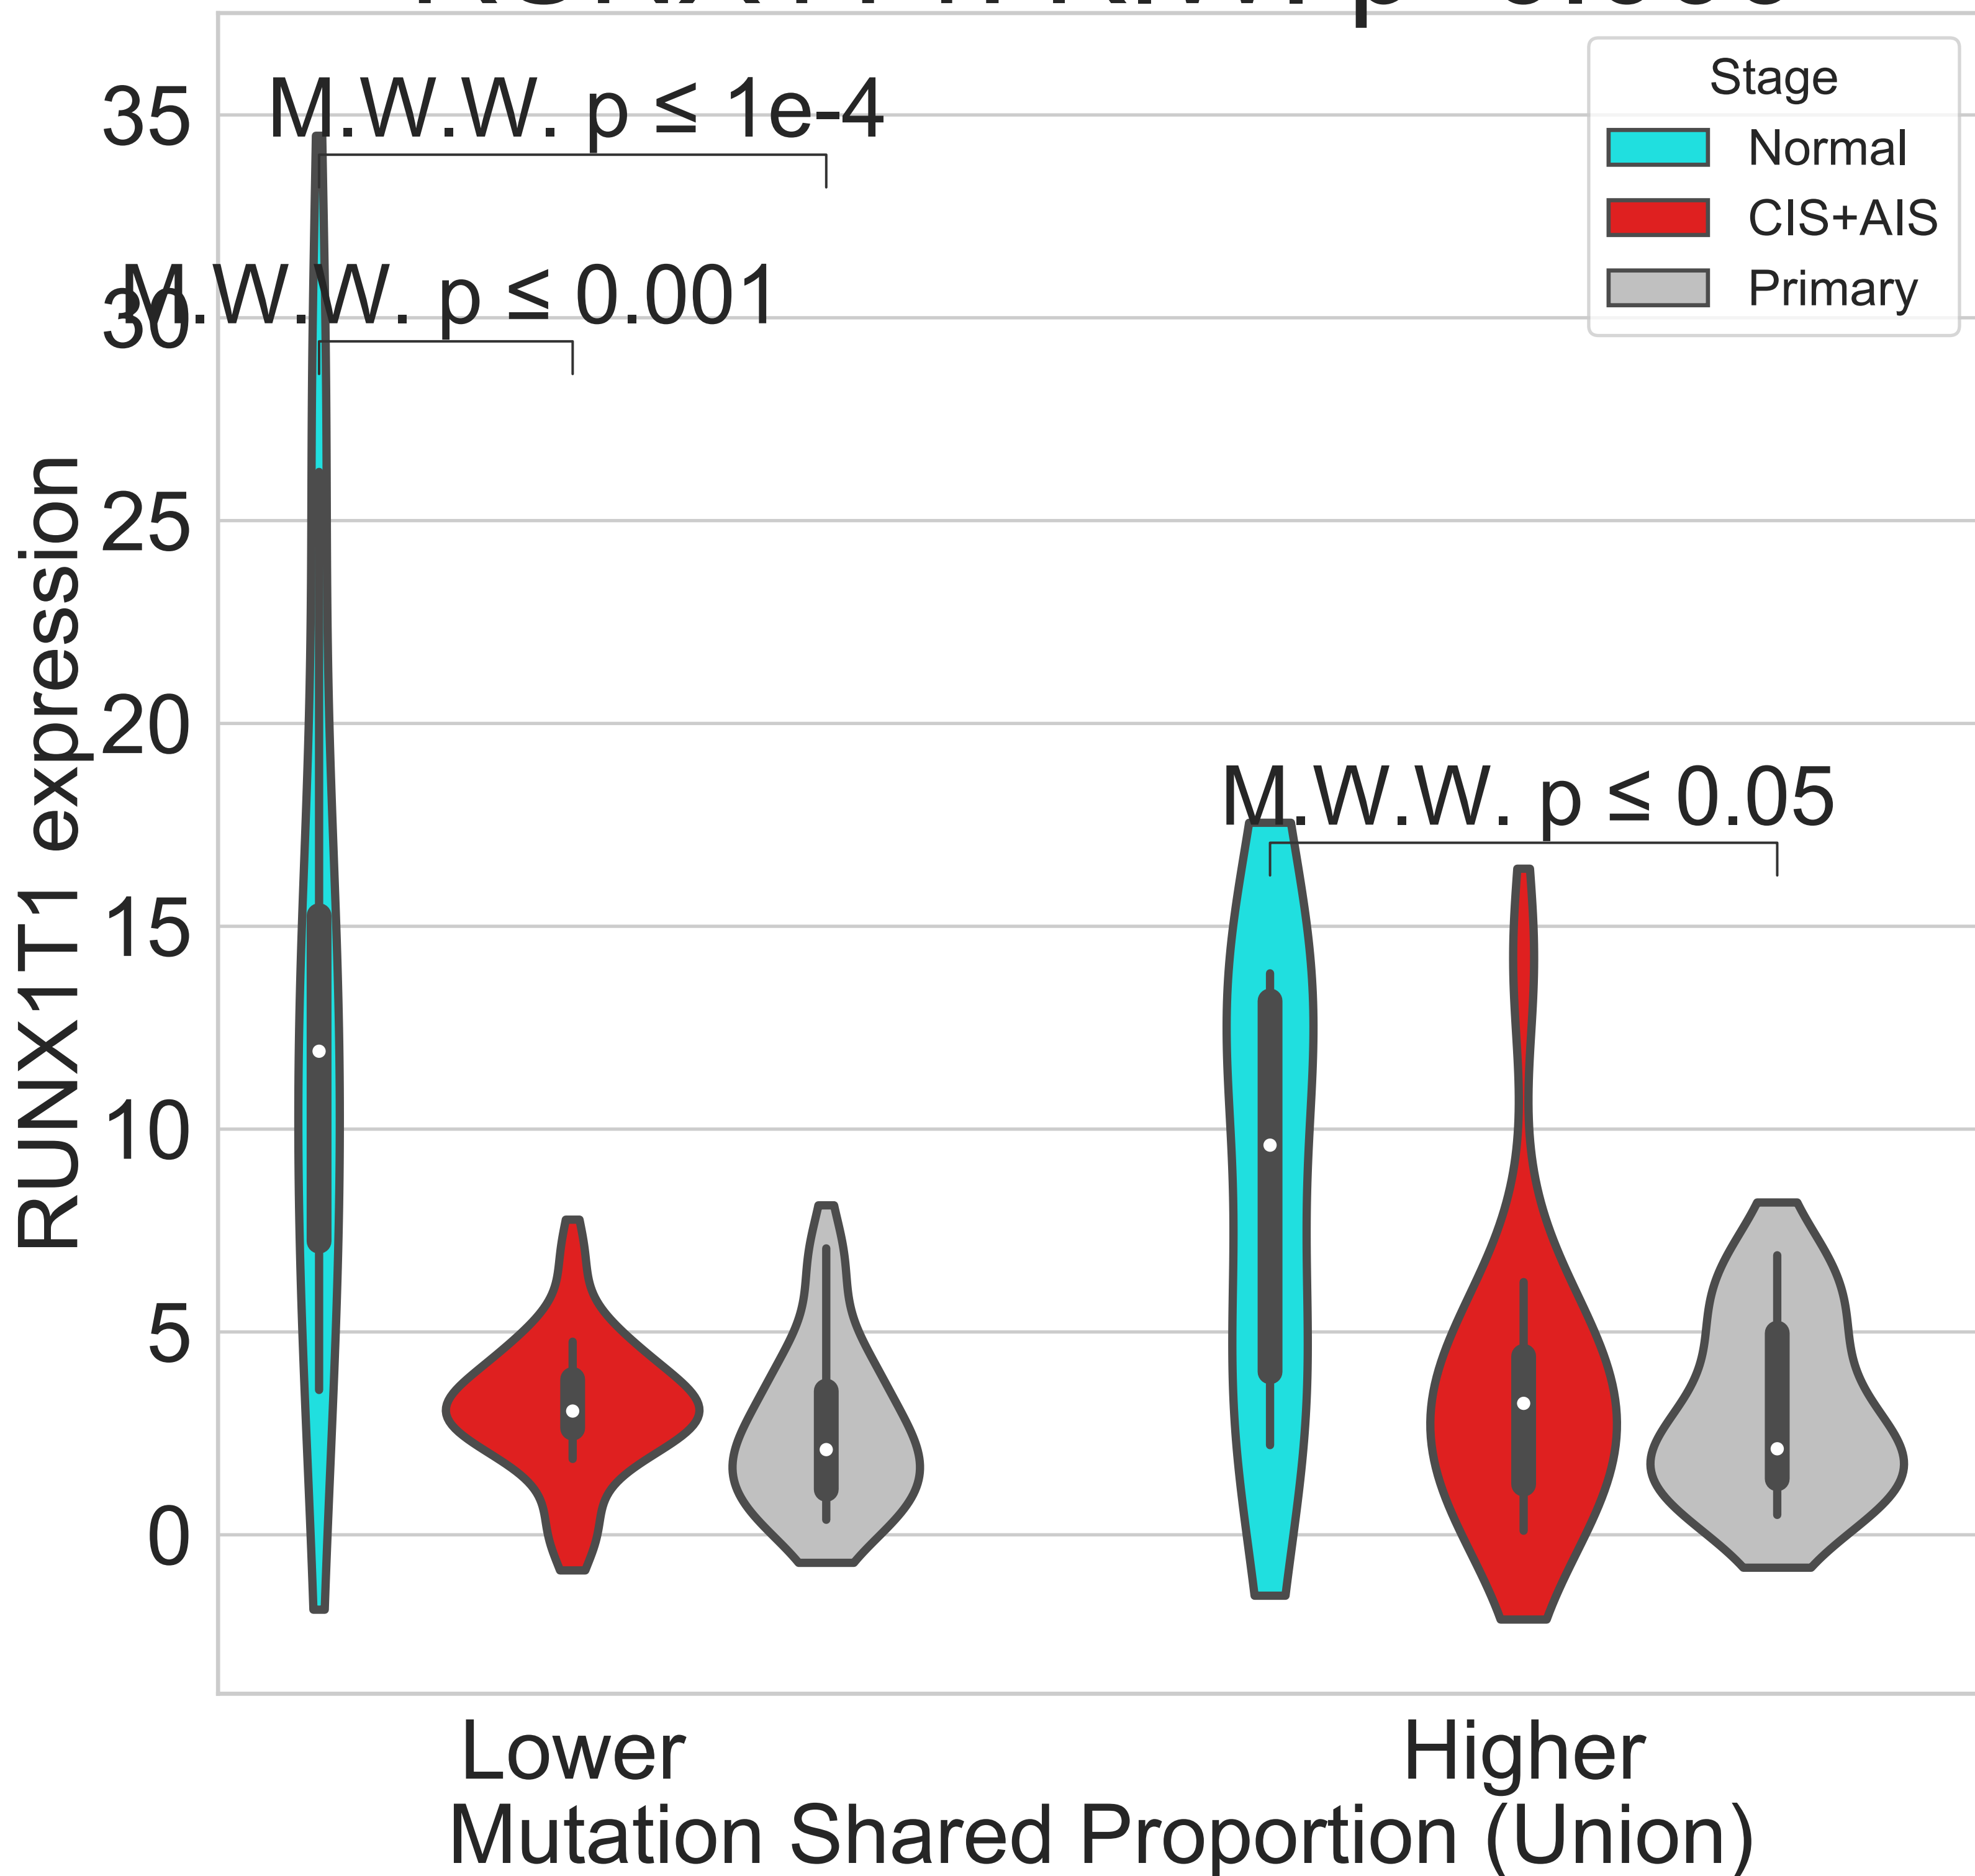 Stage
Normal
CIS+AIS
Primary
M.W.W. p ≤ 1e-4
M.W.W. p ≤ 0.001
M.W.W. p ≤ 0.05
35
30
25
20
15
10
5
0
RUNX1T1 expression
Lower
Higher
Mutation Shared Proportion (Union)